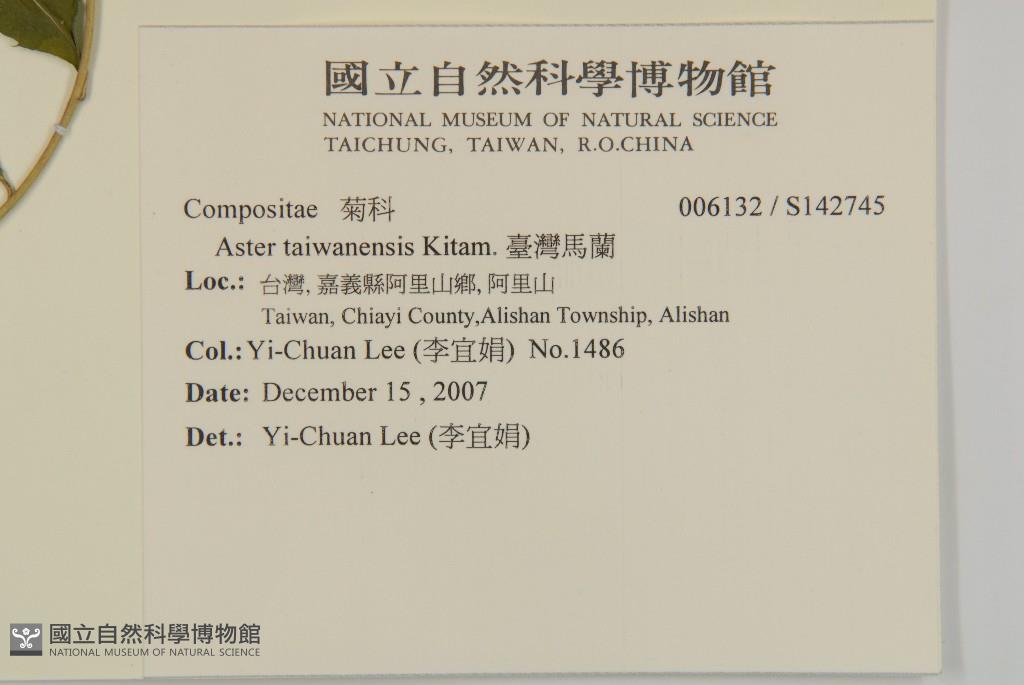 國立自然科學博物館
NATIONAL MUSEUM OF NATURAL SCIENCE
TAICHUNG, TAIWAN, R.O.CHINA
Compositae 菊科 006132 / S142745
Aster taiwanensis Kitam. 臺灣馬蘭
Loc.: 台灣, 嘉義縣阿里山鄉, 阿里山
Taiwan, Chiayi County,Alishan Township, Alishan
Col.: Yi-Chuan Lee (李宜娟) No.1486
Date: December 15 , 2007
Det.: Yi-Chuan Lee (李宜娟)
國立自然科學博物館
NATIONAL MUSEUM OF NATURAL SCIENCE